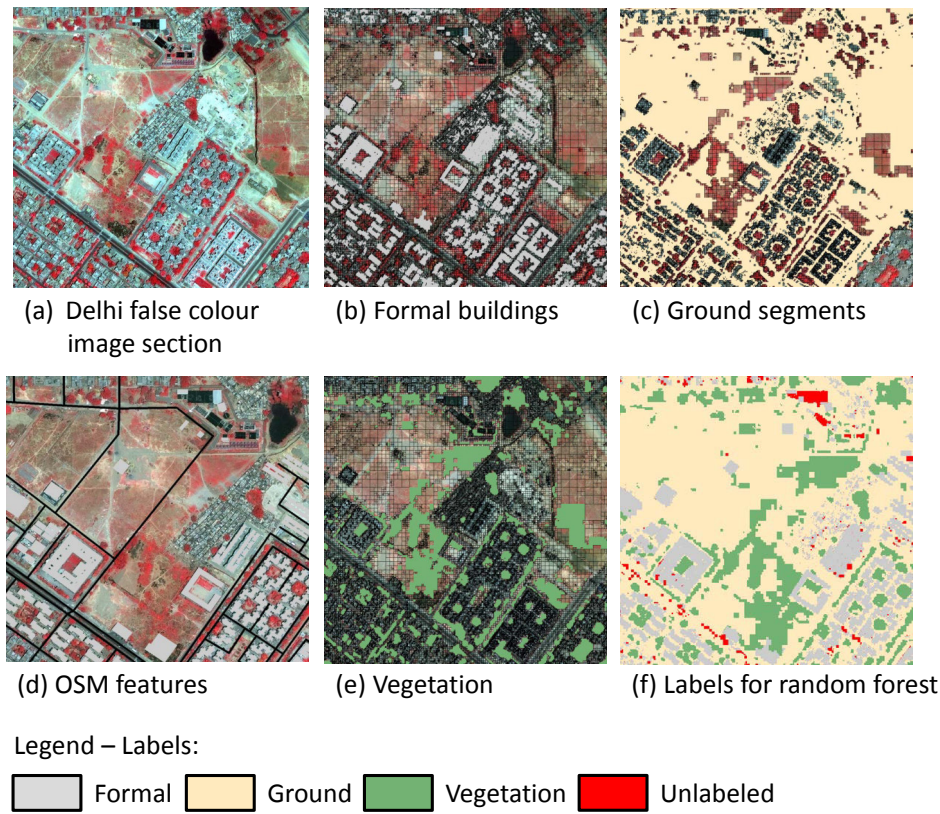 (a) Delhi false colour image section
(b) Formal buildings
(c) Ground segments
(d) OSM features
(e) Vegetation
(f) Labels for random forest
Legend – Labels:
Formal
Ground
Vegetation
Unlabeled